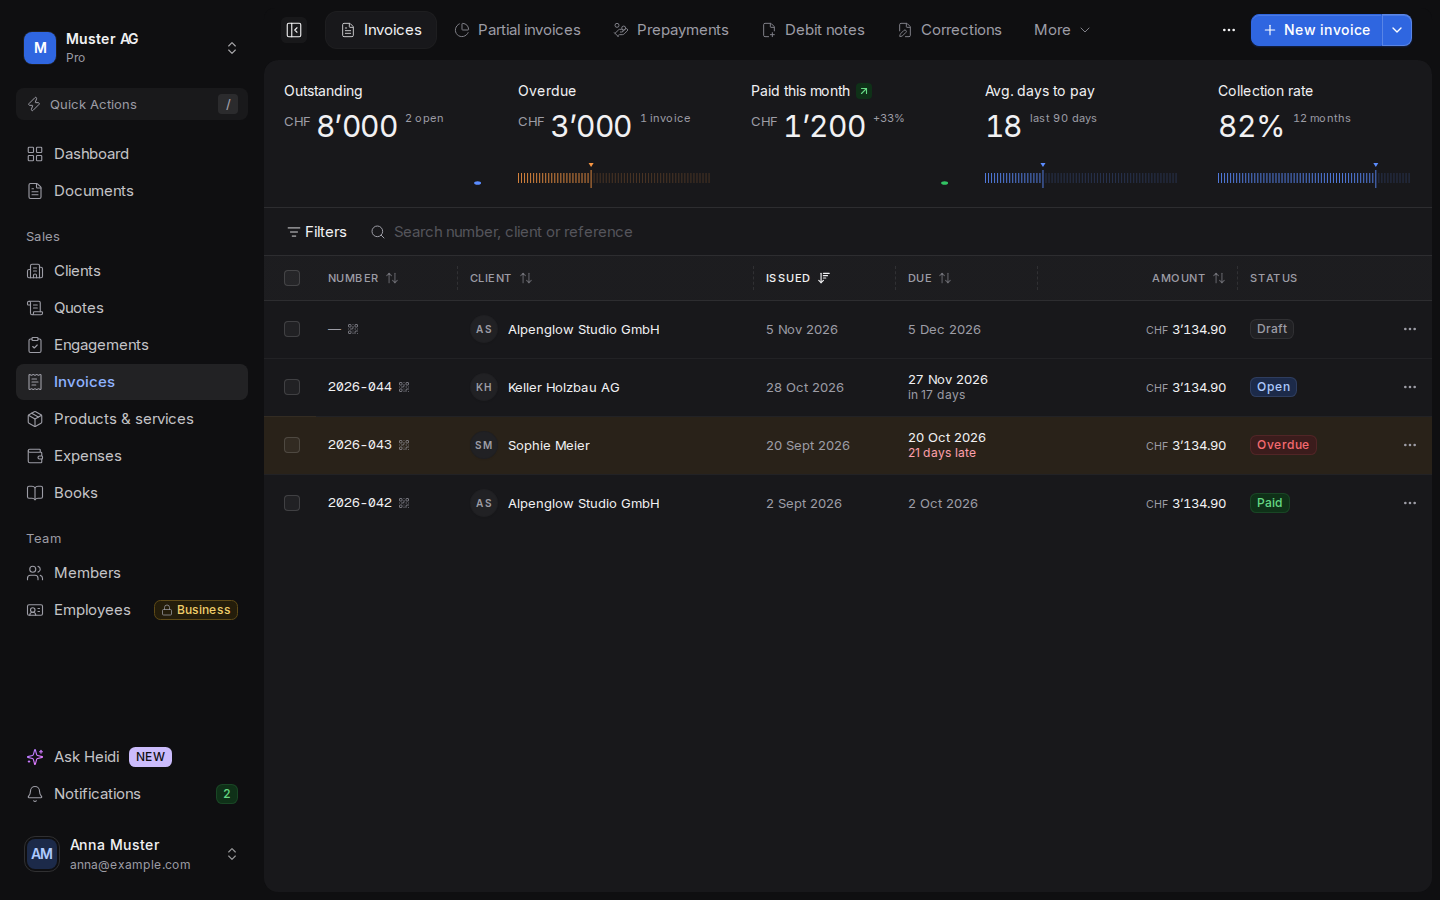 M
Muster AG
Pro
Quick Actions
/
Dashboard
Documents
Sales
Clients
Quotes
Engagements
Invoices
Products & services
Expenses
Books
Team
Members
Employees
Business
Ask Heidi
NEW
Notifications
2
AM
Anna Muster
anna@example.com
Invoices
Partial invoices
Prepayments
Debit notes
Corrections
More
New invoice
Outstanding
CHF 8’000 2 open
Overdue
CHF 3’000 1 invoice
Paid this month
CHF 1’200 +33%
Avg. days to pay
18 last 90 days
Collection rate
82% 12 months
Filters
Search number, client or reference
NUMBER CLIENT ISSUED DUE AMOUNT STATUS
— AS Alpenglow Studio GmbH 5 Nov 2026 5 Dec 2026 CHF 3’134.90 Draft
2026-044 KH Keller Holzbau AG 28 Oct 2026 27 Nov 2026 CHF 3’134.90 Open
in 17 days
2026-043 SM Sophie Meier 20 Sept 2026 20 Oct 2026 CHF 3’134.90 Overdue
21 days late
2026-042 AS Alpenglow Studio GmbH 2 Sept 2026 2 Oct 2026 CHF 3’134.90 Paid